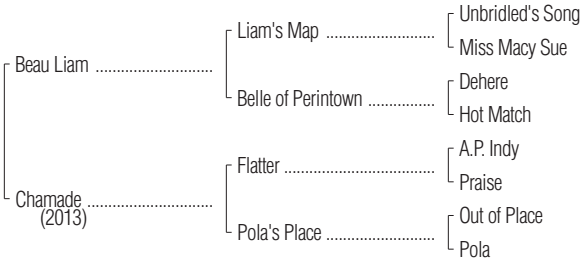 Unbridled's Song
Liam's Map ........................
Miss Macy Sue
Beau Liam ..........................
Dehere
Belle of Perintown ...............
Hot Match
A.P. Indy
Flatter ..................................
Praise
Chamade ............................
(2013)
Out of Place
Pola's Place ........................
Pola